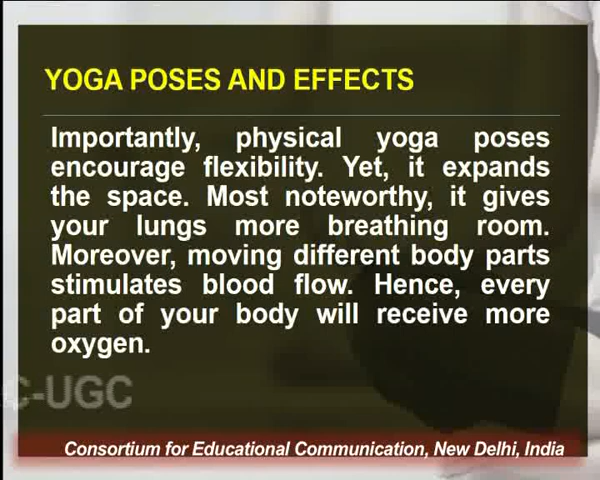 YOGA POSES AND EFFECTS
Importantly, physical yoga poses
encourage flexibility. Yet, it expands
the space. Most noteworthy, it gives
your lungs more breathing room.
Moreover, moving different body parts
stimulates blood flow. Hence, every
part of your body will receive more
oxygen.
C-UGC
Consortium for Educational Communication, New Delhi, India